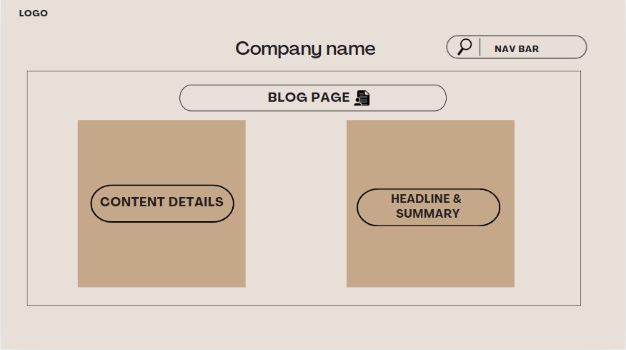 LOGO
Company name
NAV BAR
BLOG PAGE
CONTENT DETAILS
HEADLINE &
SUMMARY